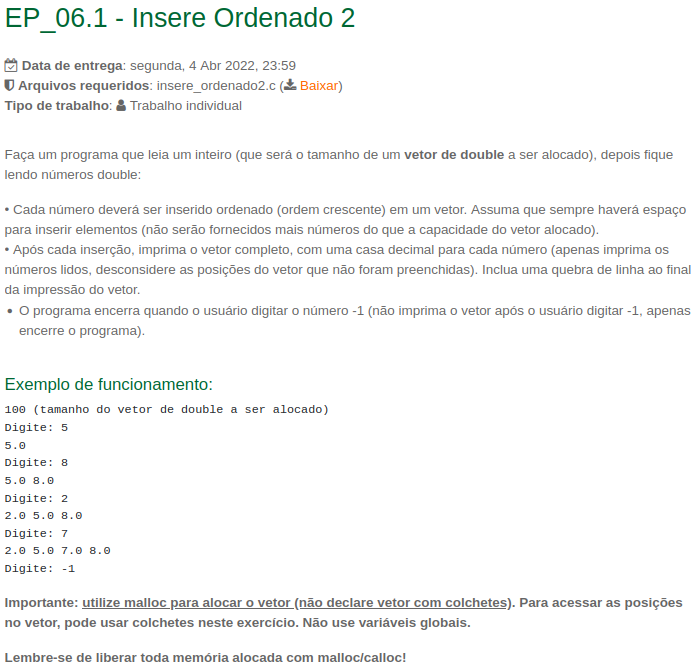 EP_06.1 - Insere Ordenado 2
Data de entrega: segunda, 4 Abr 2022, 23:59
Arquivos requeridos: insere_ordenado2.c (Baixar)
Tipo de trabalho: Trabalho individual
Faça um programa que leia um inteiro (que será o tamanho de um vetor de double a ser alocado), depois fique
lendo números double:
• Cada número deverá ser inserido ordenado (ordem crescente) em um vetor. Assuma que sempre haverá espaço
para inserir elementos (não serão fornecidos mais números do que a capacidade do vetor alocado).
• Após cada inserção, imprima o vetor completo, com uma casa decimal para cada número (apenas imprima os
números lidos, desconsidere as posições do vetor que não foram preenchidas). Inclua uma quebra de linha ao final
da impressão do vetor.
• O programa encerra quando o usuário digitar o número -1 (não imprima o vetor após o usuário digitar -1, apenas
encerre o programa).
Exemplo de funcionamento:
100 (tamanho do vetor de double a ser alocado)
Digite: 5
5.0
Digite: 8
5.0 8.0
Digite: 2
2.0 5.0 8.0
Digite: 7
2.0 5.0 7.0 8.0
Digite: -1
Importante: utilize malloc para alocar o vetor (não declare vetor com colchetes). Para acessar as posições
no vetor, pode usar colchetes neste exercício. Não use variáveis globais.
Lembre-se de liberar toda memória alocada com malloc/calloc!